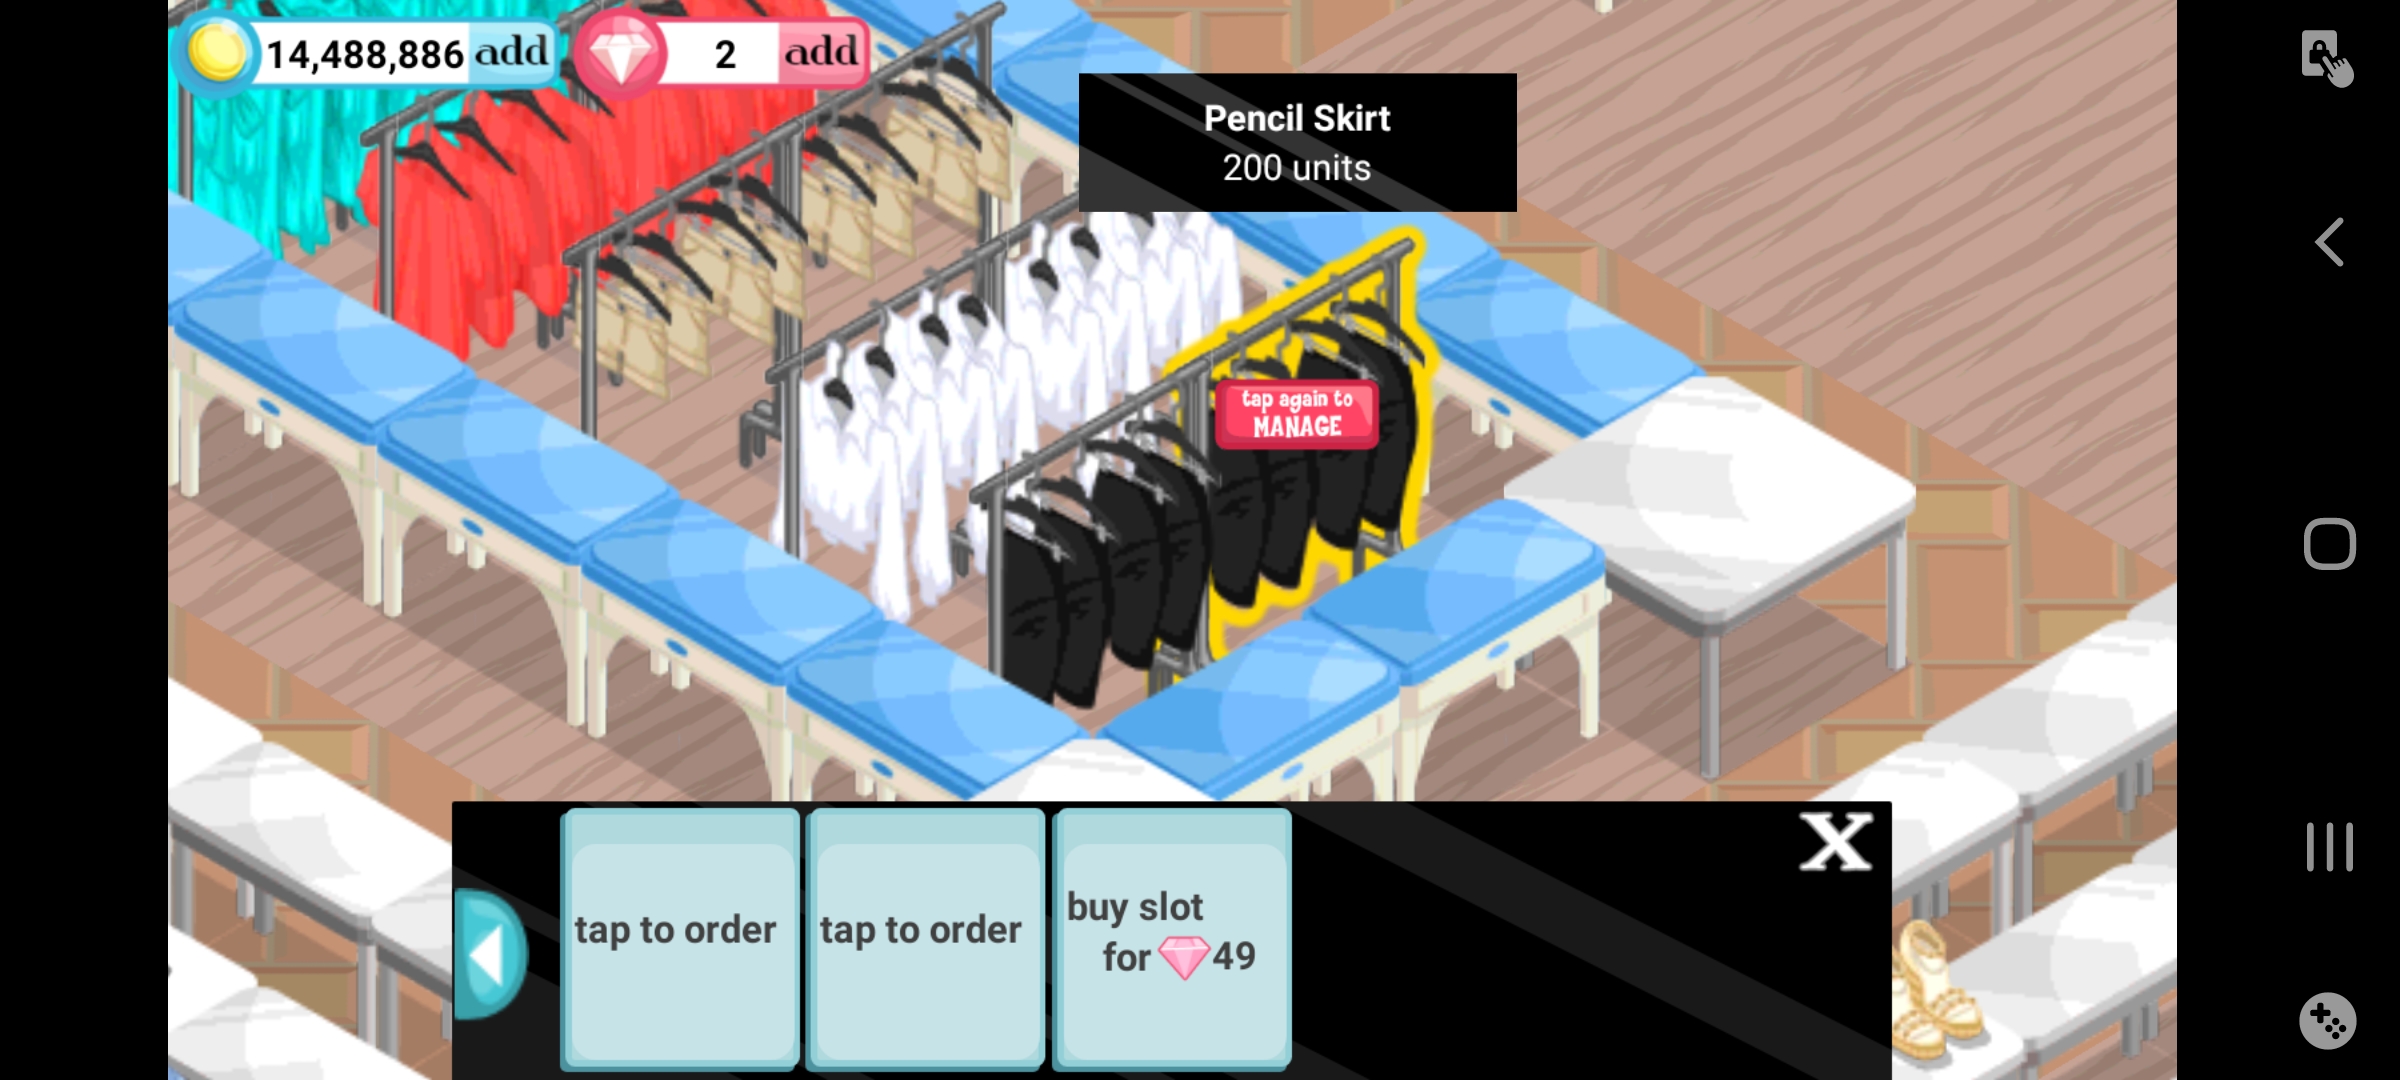 14,488,886 add
2 add
Pencil Skirt
200 units
tap again to
MANAGE
tap to order
tap to order
buy slot
for 49
X